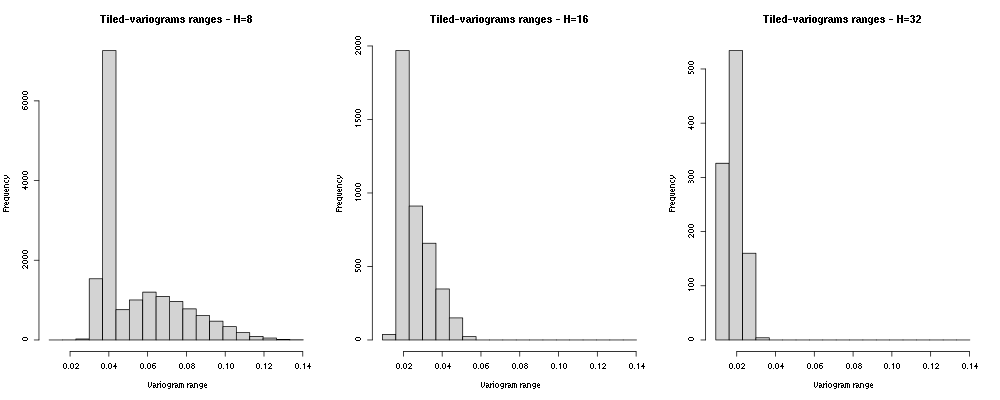 Tiled-variograms ranges - H=8
Frequency
0
2000
4000
6000
0.02 0.04 0.06 0.08 0.10 0.12 0.14
Variogram range
Tiled-variograms ranges - H=16
Frequency
0
500
1000
1500
2000
0.02 0.04 0.06 0.08 0.10 0.12 0.14
Variogram range
Tiled-variograms ranges - H=32
Frequency
0
100
200
300
400
500
0.02 0.04 0.06 0.08 0.10 0.12 0.14
Variogram range